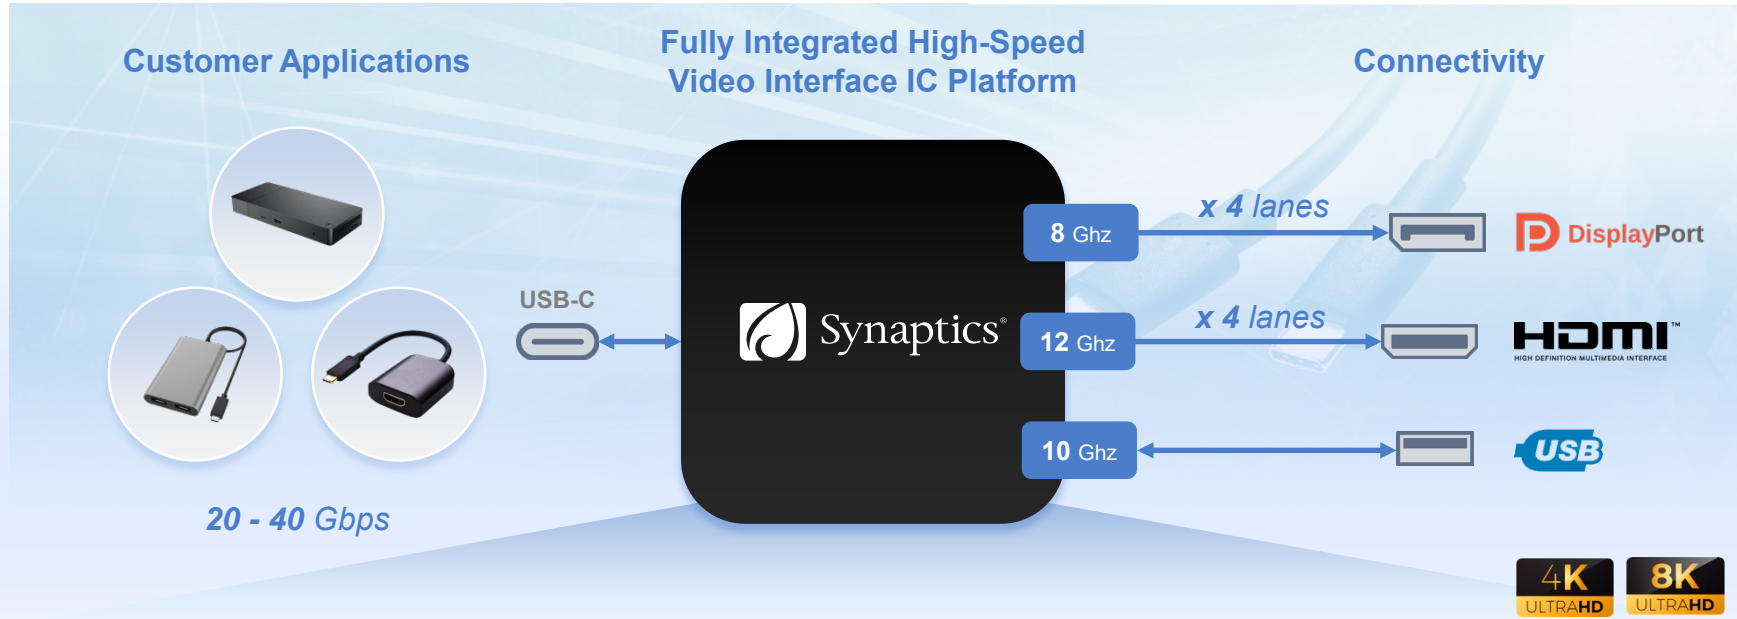 Customer Applications
Fully Integrated High-Speed
Video Interface IC Platform
Connectivity
USB-C
20 - 40 Gbps
Synaptics®
8 Ghz
x 4 lanes
DisplayPort
12 Ghz
x 4 lanes
HDMI™
HIGH DEFINITION MULTIMEDIA INTERFACE
10 Ghz
USB
4K
ULTRAHD
8K
ULTRAHD